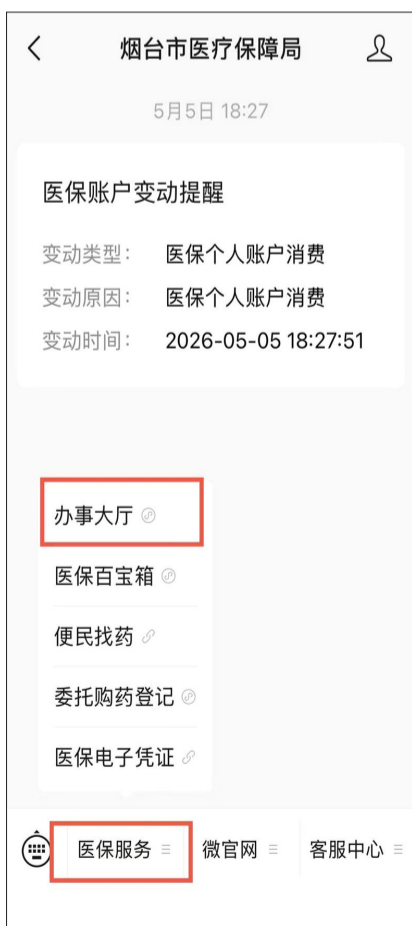 烟台市医疗保障局
5月5日 18:27
医保账户变动提醒
变动类型: 医保个人账户消费
变动原因: 医保个人账户消费
变动时间: 2026-05-05 18:27:51
办事大厅
医保百宝箱
便民找药
委托购药登记
医保电子凭证
医保服务 微官网 客服中心